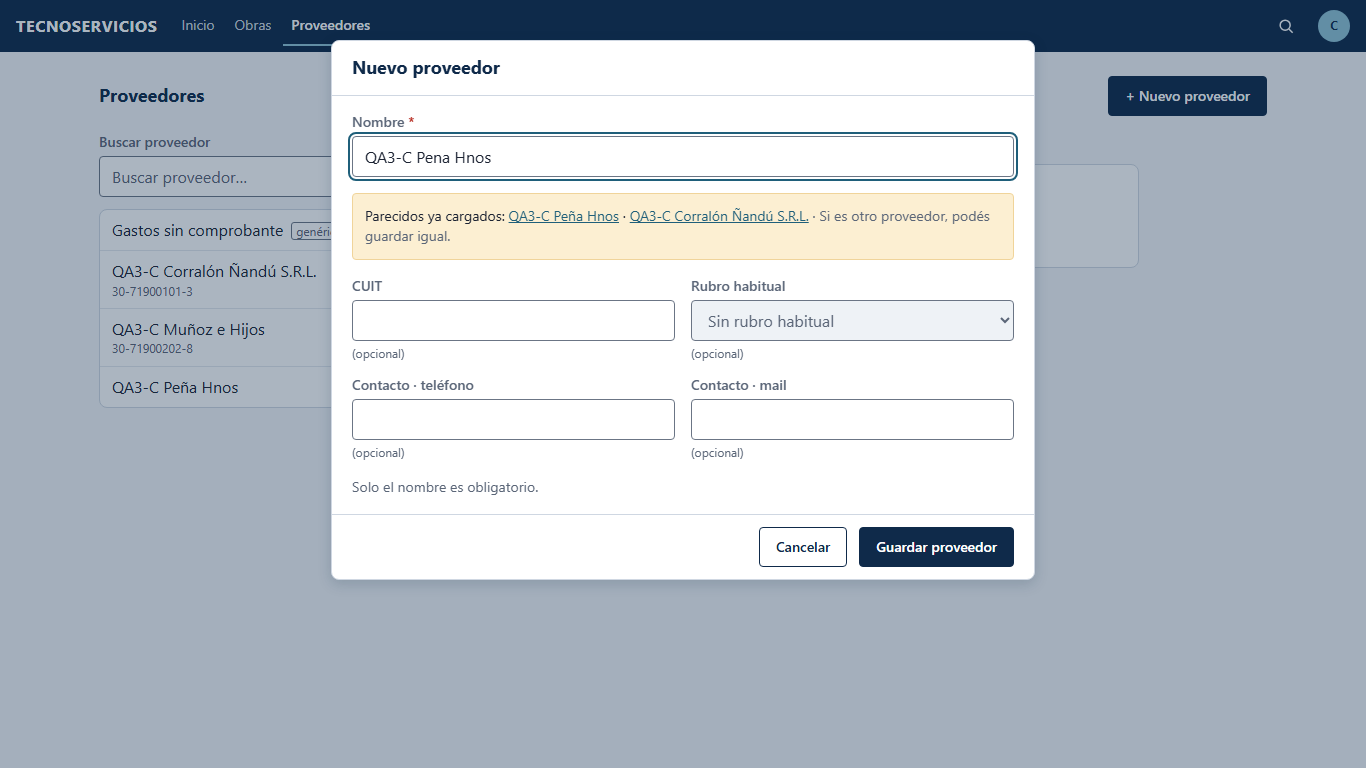 TECNOSERVICIOS Inicio Obras Proveedores C
Nuevo proveedor
Proveedores
+ Nuevo proveedor
Nombre *
QA3-C Pena Hnos
Buscar proveedor
Buscar proveedor...
Parecidos ya cargados: QA3-C Peña Hnos · QA3-C Corralón Ñandú S.R.L. · Si es otro proveedor, podés
guardar igual.
Gastos sin comprobante
QA3-C Corralón Ñandú S.R.L.
30-71900101-3
QA3-C Muñoz e Hijos
30-71900202-8
QA3-C Peña Hnos
CUIT
Rubro habitual
Sin rubro habitual
(opcional)
(opcional)
Contacto · teléfono
Contacto · mail
(opcional)
(opcional)
Solo el nombre es obligatorio.
Cancelar
Guardar proveedor